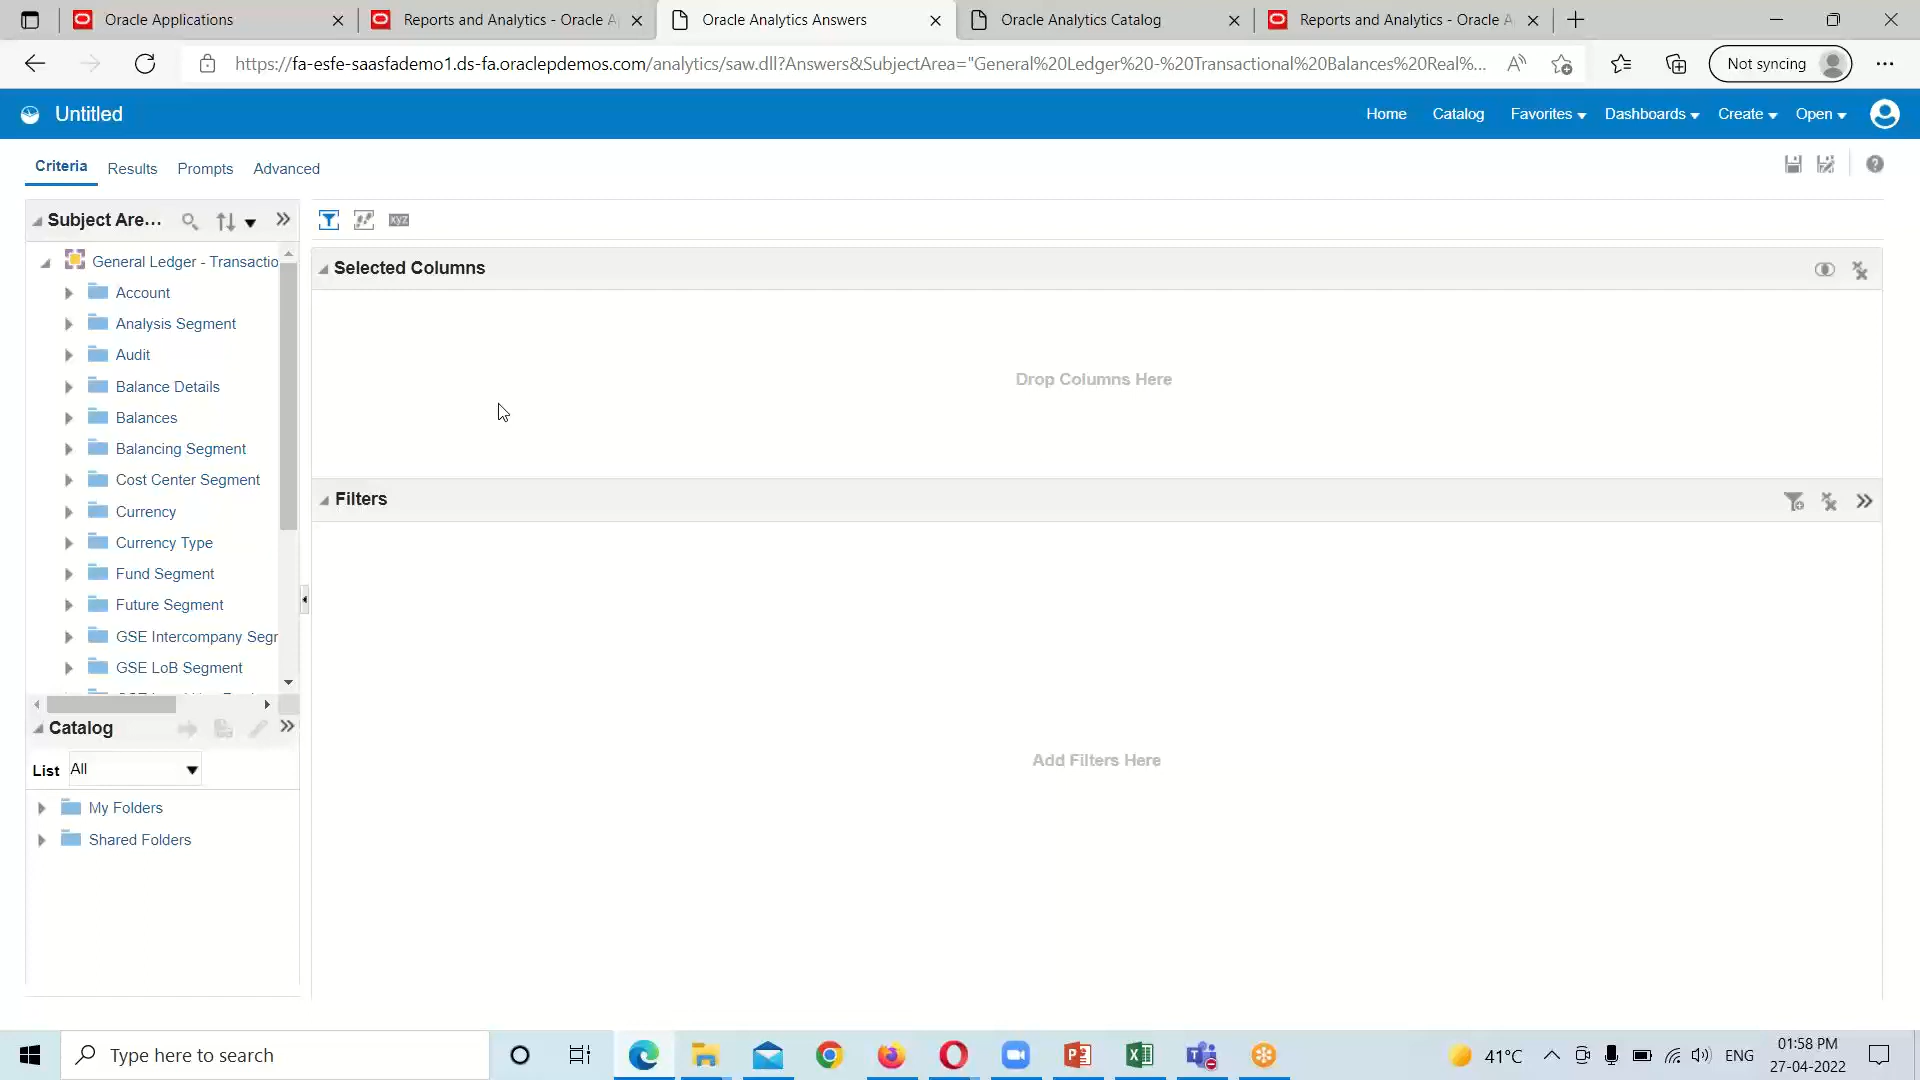 Oracle Applications
Reports and Analytics - Oracle A
Oracle Analytics Answers
Oracle Analytics Catalog
Reports and Analytics - Oracle A
https://fa-esfe-saasfademo1.ds-fa.oraclepdemos.com/analytics/saw.dll?Answers&SubjectArea="General%20Ledger%20-%20Transactional%20Balances%20Real%...
Not syncing
Untitled
Home
Catalog
Favorites
Dashboards
Create
Open
Criteria
Results
Prompts
Advanced
Subject Are...
General Ledger - Transactio
Account
Analysis Segment
Audit
Balance Details
Balances
Balancing Segment
Cost Center Segment
Currency
Currency Type
Fund Segment
Future Segment
GSE Intercompany Segr
GSE LoB Segment
xyz
Selected Columns
Drop Columns Here
Filters
Add Filters Here
Catalog
List All
My Folders
Shared Folders
Type here to search
41°C
ENG
01:58 PM
27-04-2022